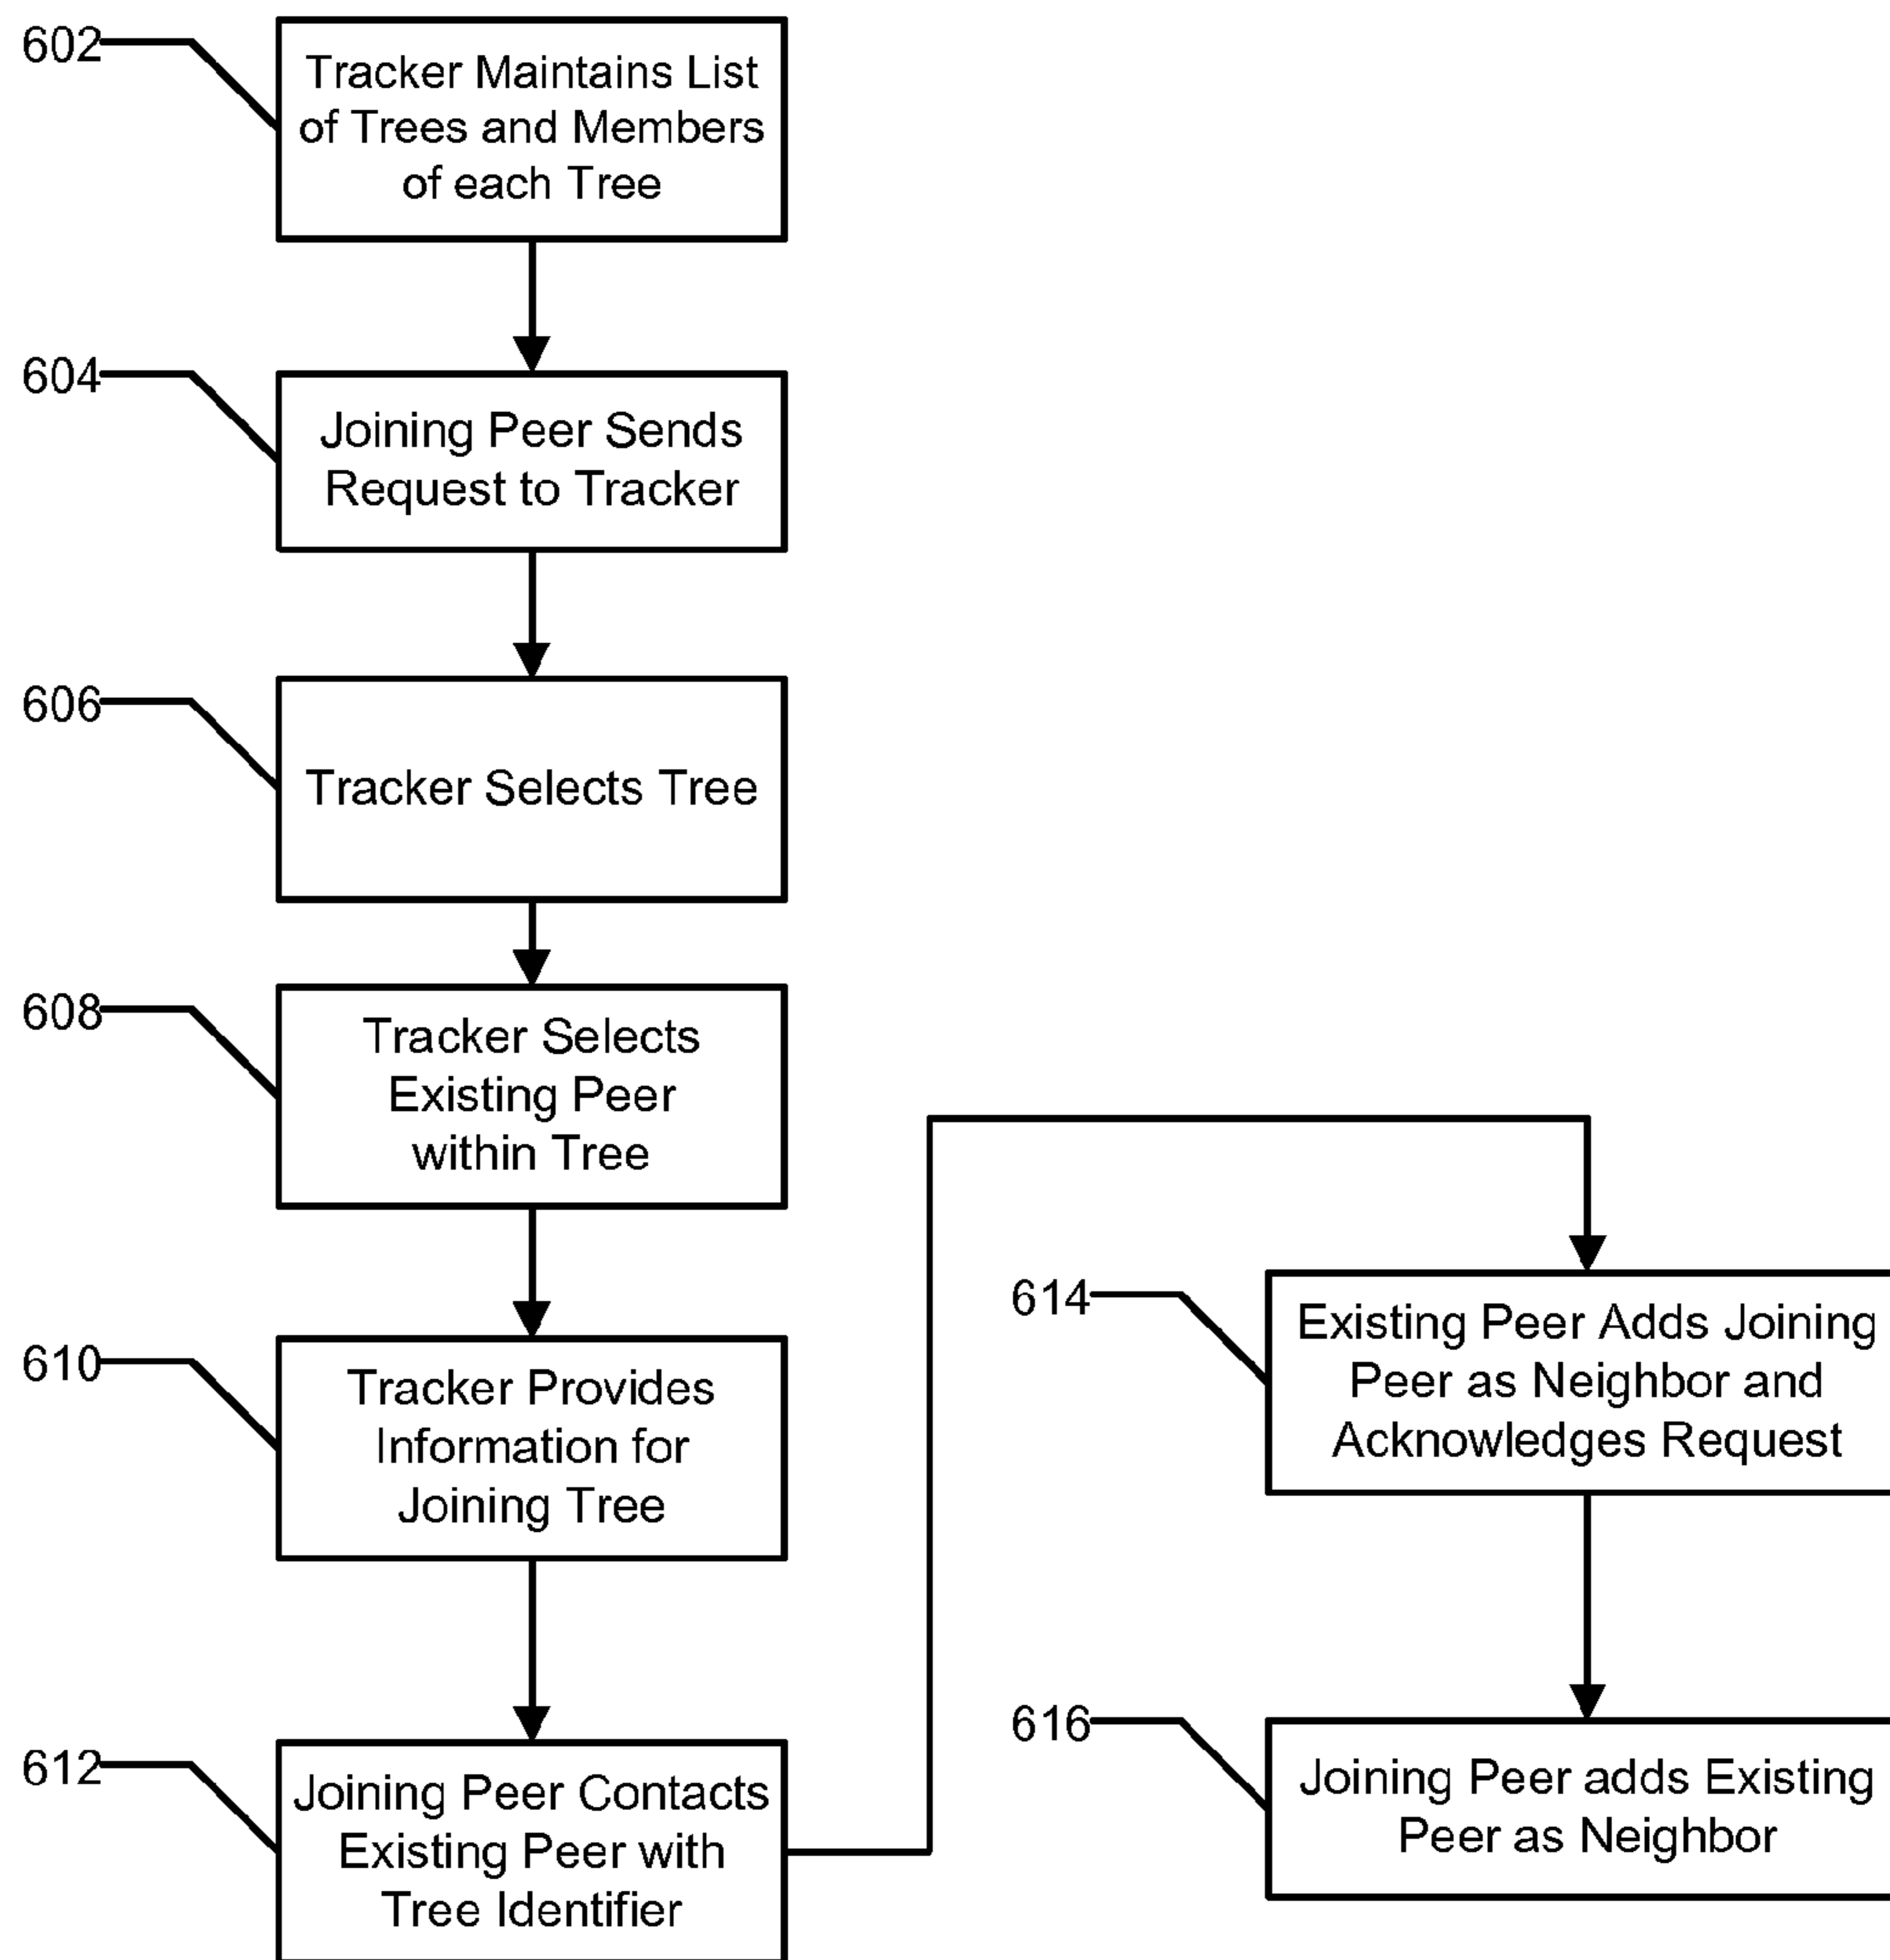 602
Tracker Maintains List
of Trees and Members
of each Tree
604
Joining Peer Sends
Request to Tracker
606
Tracker Selects Tree
608
Tracker Selects
Existing Peer
within Tree
610
Tracker Provides
Information for
Joining Tree
612
Joining Peer Contacts
Existing Peer with
Tree Identifier
614
Existing Peer Adds Joining
Peer as Neighbor and
Acknowledges Request
616
Joining Peer adds Existing
Peer as Neighbor